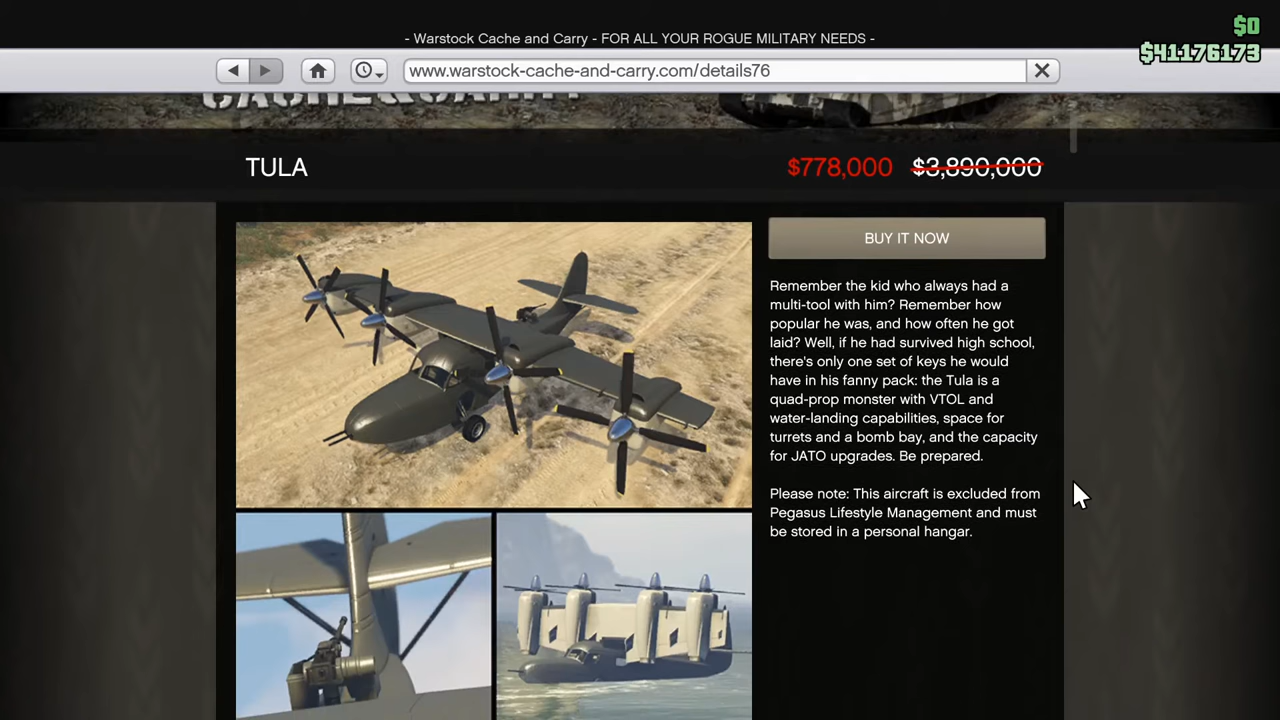 - Warstock Cache and Carry - FOR ALL YOUR ROGUE MILITARY NEEDS -
$0
$41176173
www.warstock-cache-and-carry.com/details76
CACHE & CARRY
TULA
$778,000 $3,890,000
BUY IT NOW
Remember the kid who always had a
multi-tool with him? Remember how
popular he was, and how often he got
laid? Well, if he had survived high school,
there's only one set of keys he would
have in his fanny pack: the Tula is a
quad-prop monster with VTOL and
water-landing capabilities, space for
turrets and a bomb bay, and the capacity
for JATO upgrades. Be prepared.
Please note: This aircraft is excluded from
Pegasus Lifestyle Management and must
be stored in a personal hangar.